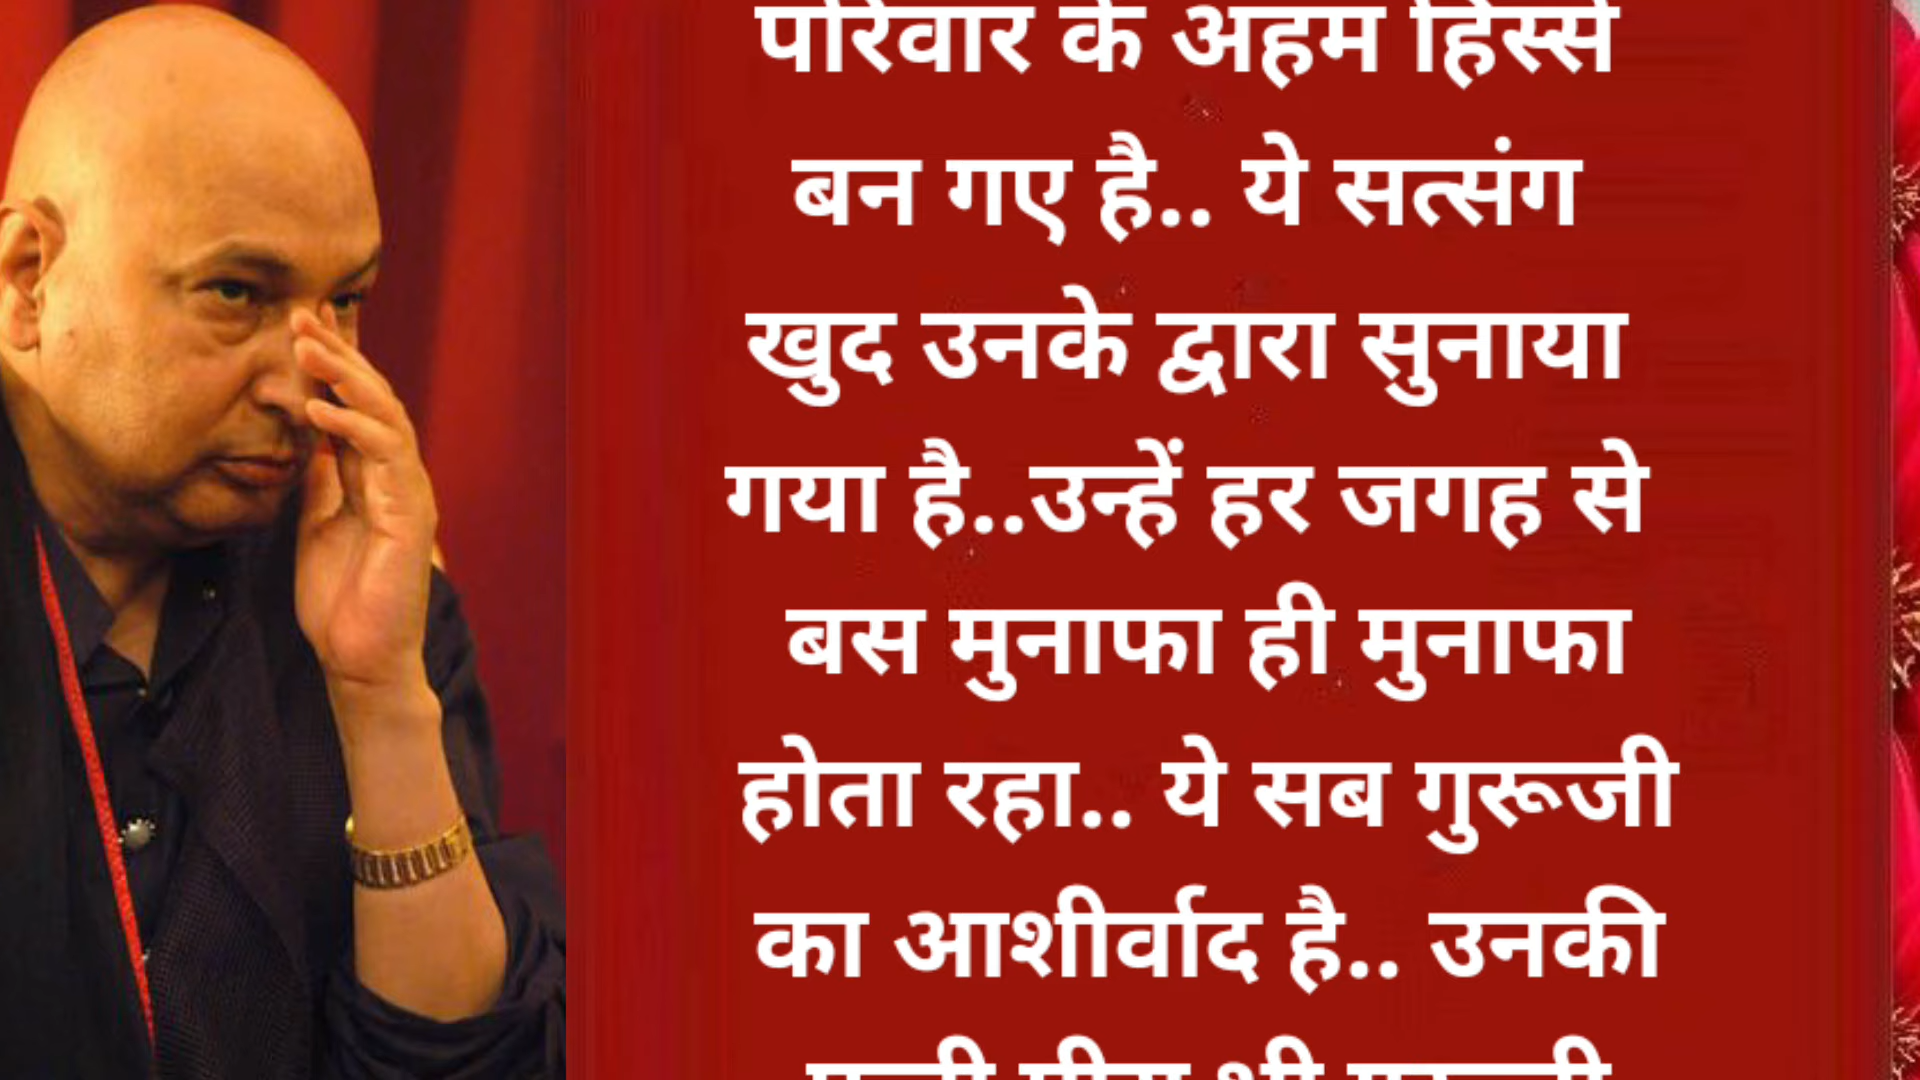 परिवार के अहम हिस्से
बन गए है.. ये सत्संग
खुद उनके द्वारा सुनाया
गया है..उन्हें हर जगह से
बस मुनाफा ही मुनाफा
होता रहा.. ये सब गुरूजी
का आशीर्वाद है.. उनकी